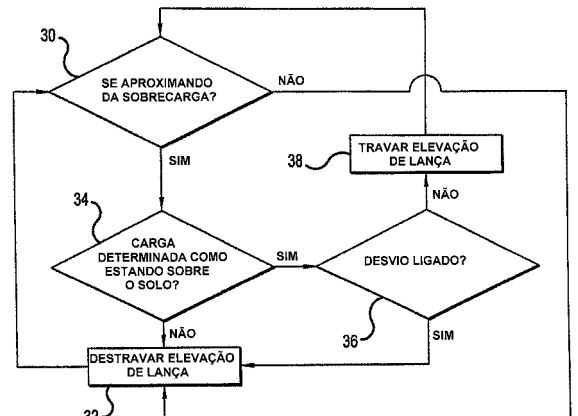 30
SE APROXIMANDO
DA SOBRECARGA?
NÃO
SIM
38
TRAVAR ELEVAÇÃO
DE LANÇA
NÃO
34
CARGA
DETERMINADA COMO
ESTANDO SOBRE
O SOLO?
SIM
DESVIO LIGADO?
36
SIM
NÃO
DESTRAVAR ELEVAÇÃO
DE LANÇA